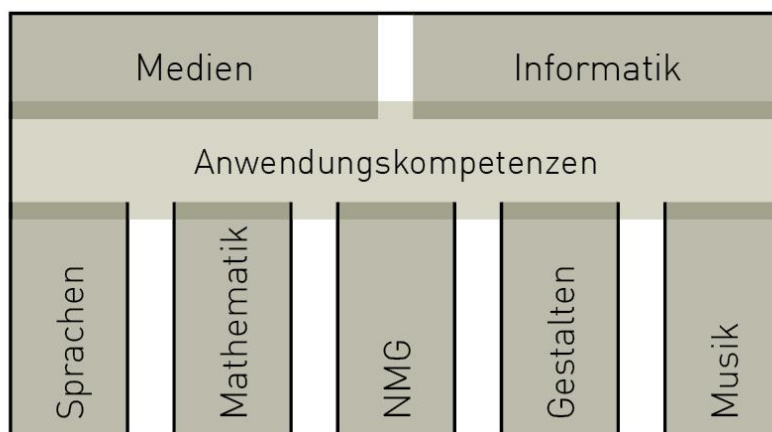 Medien
Informatik
Anwendungskompetenzen
Sprachen
Mathematik
NMG
Gestalten
Musik